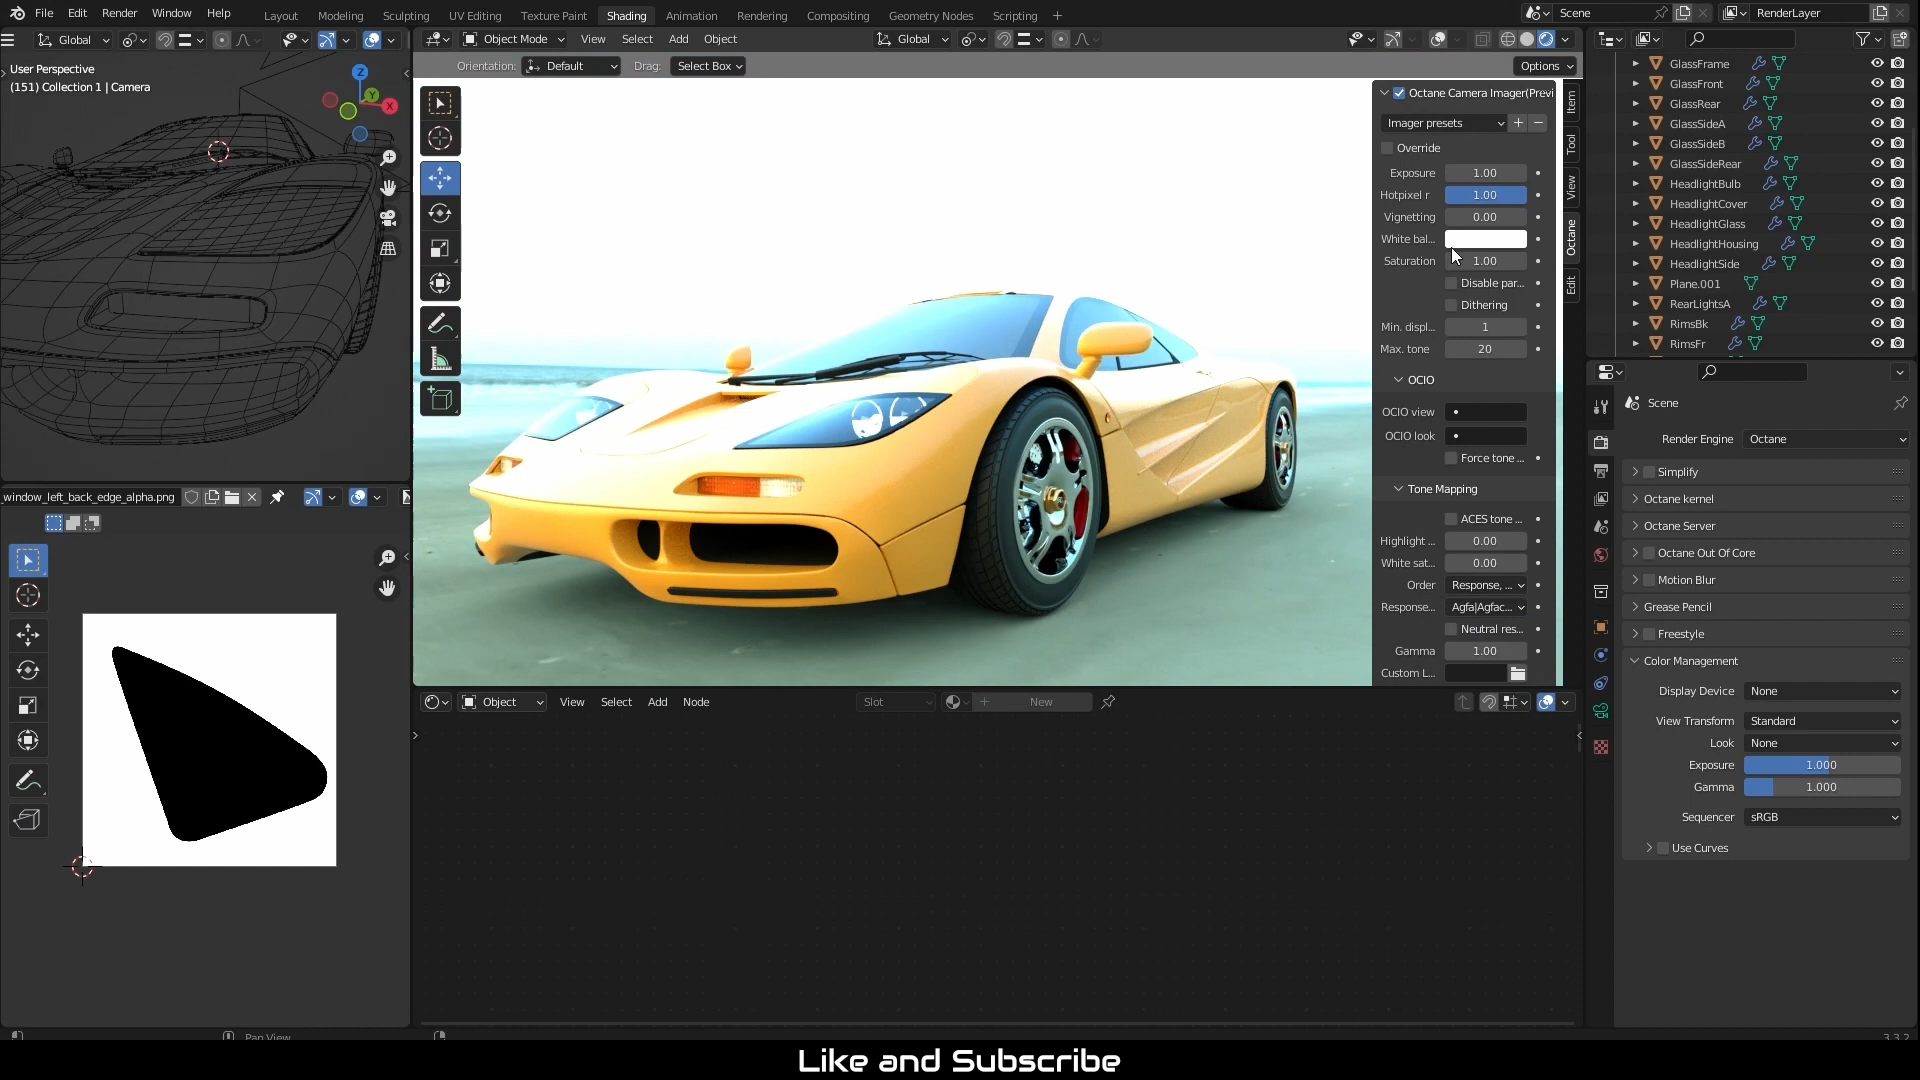 File Edit Render Window Help
Layout Modeling Sculpting UV Editing Texture Paint Shading Animation Rendering Compositing Geometry Nodes Scripting +
Scene
RenderLayer
Global
Object Mode View Select Add Object
Global
Orientation: Default Drag: Select Box
Options
User Perspective
(151) Collection 1 | Camera
Z
Y
X
Octane Camera Imager(Previ
Imager presets
Override
Exposure 1.00
Hotpixel r 1.00
Vignetting 0.00
White bal...
Saturation 1.00
Disable par...
Dithering
Min. displ... 1
Max. tone 20
OCIO
OCIO view
OCIO look
Force tone ...
Tone Mapping
ACES tone ...
Highlight ... 0.00
White sat... 0.00
Order Response, ...
Response... Agfa|Agfac...
Neutral res...
Gamma 1.00
Custom L...
Item
Tool
View
Octane
Edit
GlassFrame
GlassFront
GlassRear
GlassSideA
GlassSideB
GlassSideRear
HeadlightBulb
HeadlightCover
HeadlightGlass
HeadlightHousing
HeadlightSide
Plane.001
RearLightsA
RimsBk
RimsFr
Scene
Render Engine Octane
Simplify
Octane kernel
Octane Server
Octane Out Of Core
Motion Blur
Grease Pencil
Freestyle
Color Management
Display Device None
View Transform Standard
Look None
Exposure 1.000
Gamma 1.000
Sequencer sRGB
Use Curves
_window_left_back_edge_alpha.png
Object View Select Add Node
Slot
New
Pan View
3.3.2
Like and Subscribe